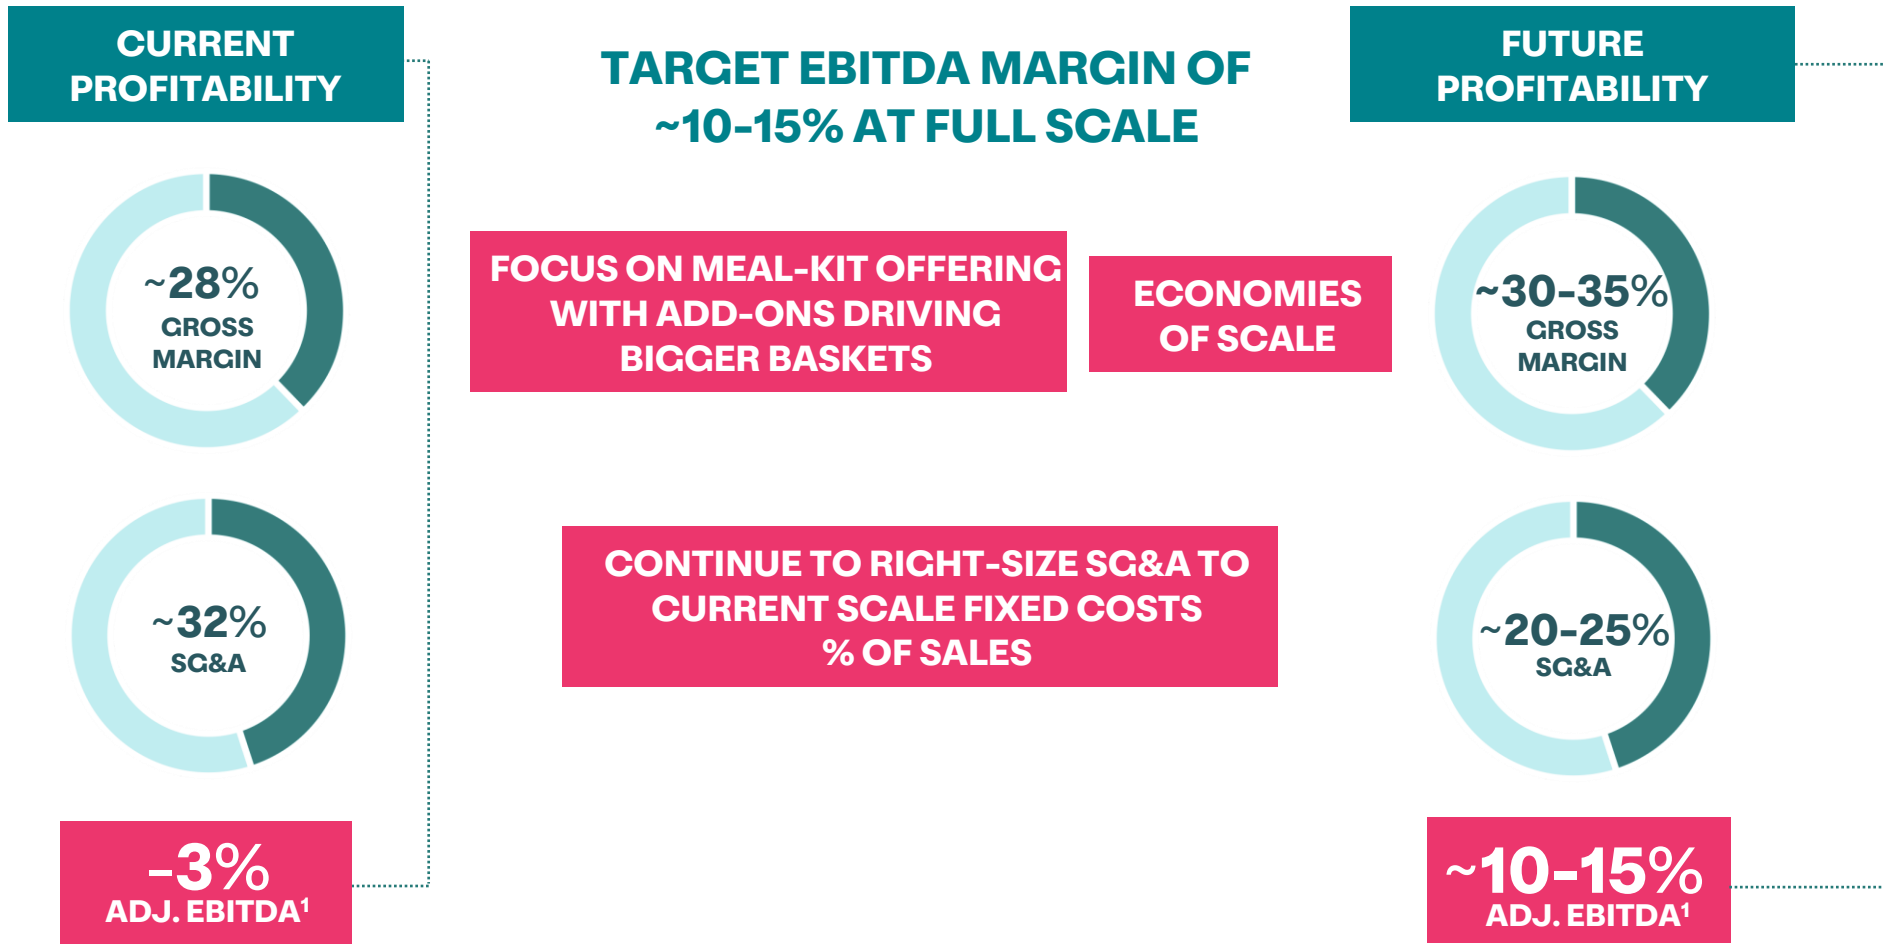 CURRENT
PROFITABILITY
TARGET EBITDA MARGIN OF
~10-15% AT FULL SCALE
FUTURE
PROFITABILITY
~28%
GROSS
MARGIN
FOCUS ON MEAL-KIT OFFERING
WITH ADD-ONS DRIVING
BIGGER BASKETS
ECONOMIES
OF SCALE
~30-35%
GROSS
MARGIN
~32%
SG&A
CONTINUE TO RIGHT-SIZE SG&A TO
CURRENT SCALE FIXED COSTS
% OF SALES
~20-25%
SG&A
-3%
ADJ. EBITDA¹
~10-15%
ADJ. EBITDA¹